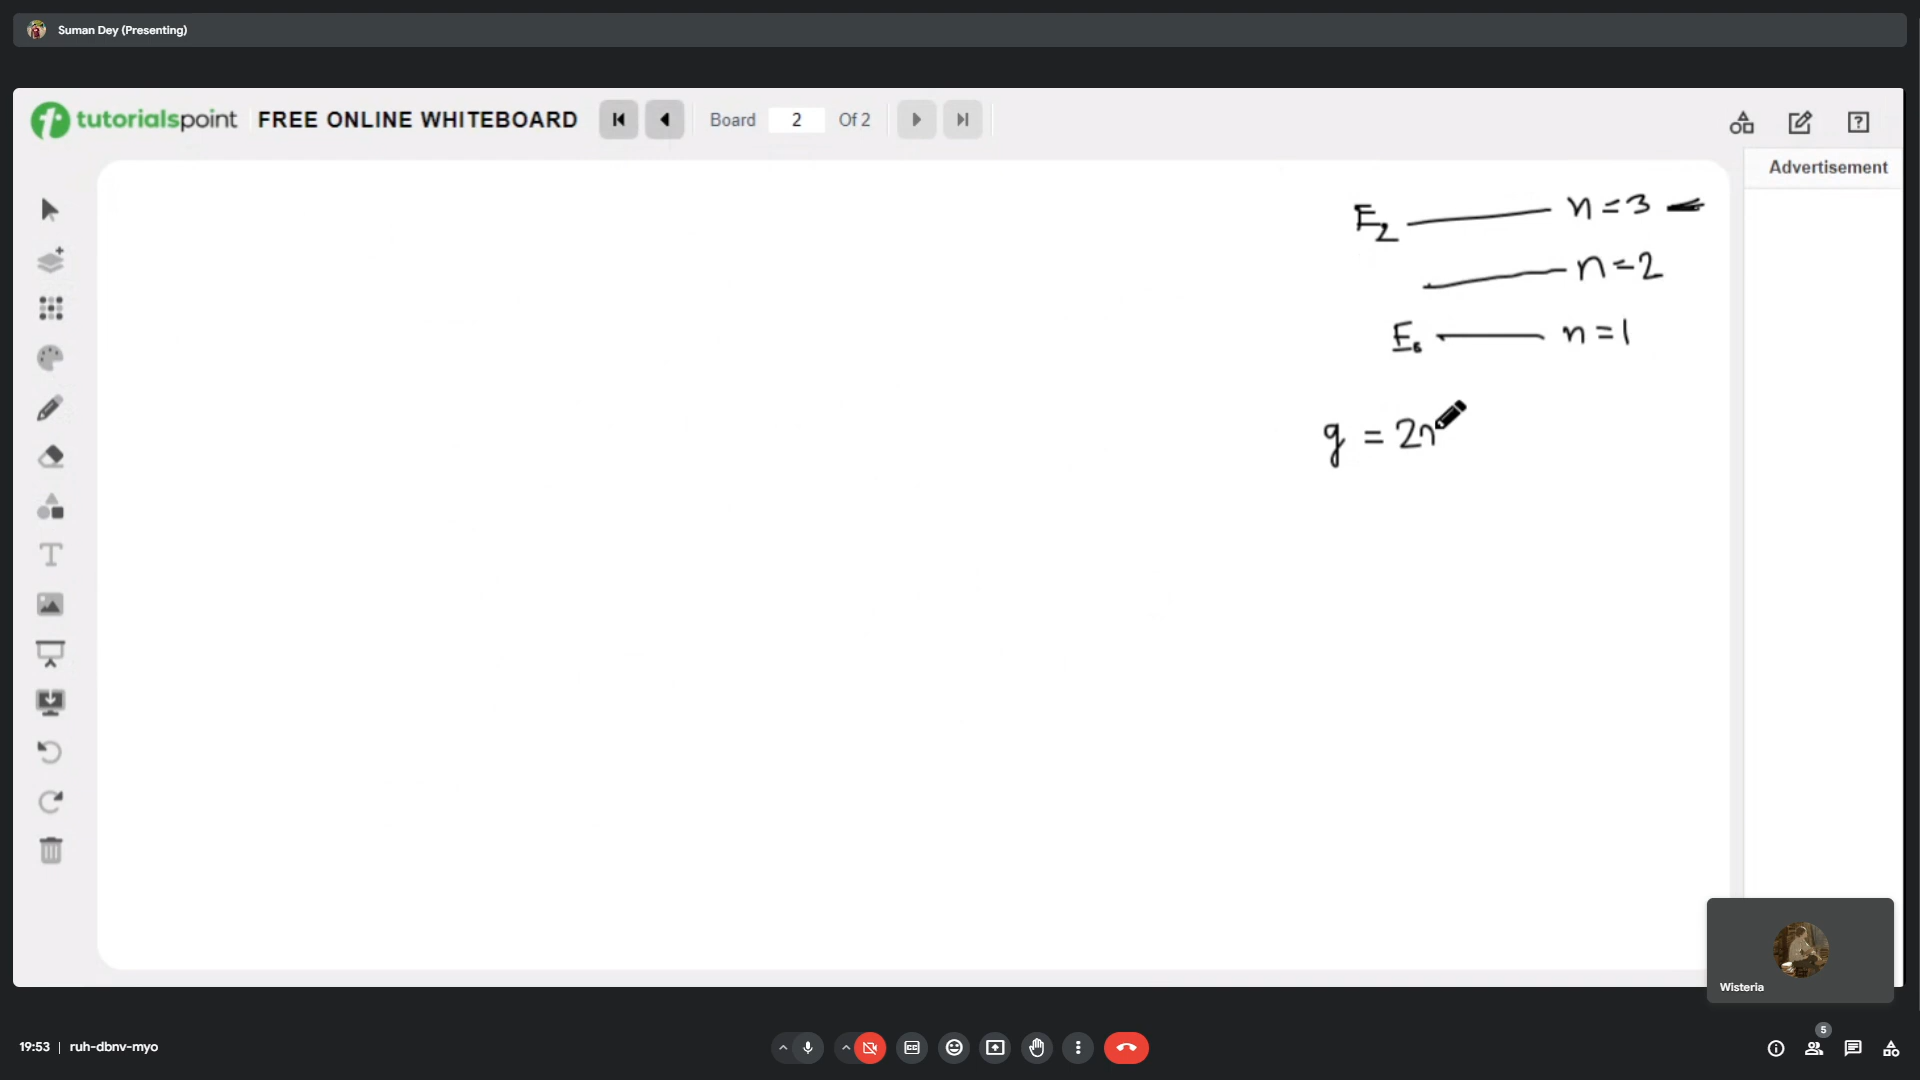 Suman Dey (Presenting)
tutorialspoint FREE ONLINE WHITEBOARD Board 2 Of 2
Advertisement
E₂ n=3
n=2
n=1
g = 2n
Wisteria
19:53 | ruh-dbnv-myo
5